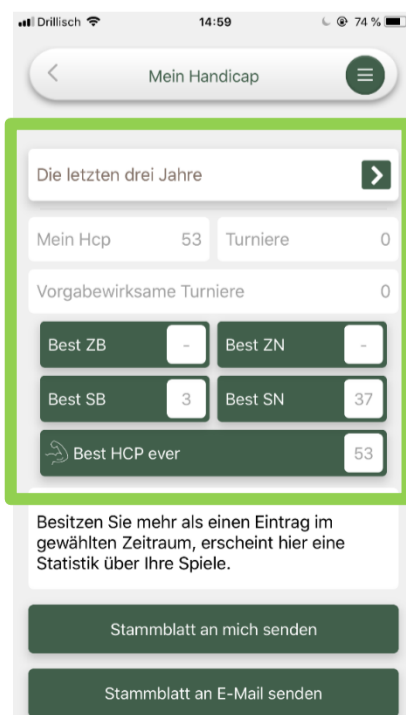 Drillisch 14:59 74 %
Mein Handicap
Die letzten drei Jahre
Mein Hcp 53 Turniere 0
Vorgabewirksame Turniere 0
Best ZB - Best ZN -
Best SB 3 Best SN 37
Best HCP ever 53
Besitzen Sie mehr als einen Eintrag im
gewählten Zeitraum, erscheint hier eine
Statistik über Ihre Spiele.
Stammblatt an mich senden
Stammblatt an E-Mail senden